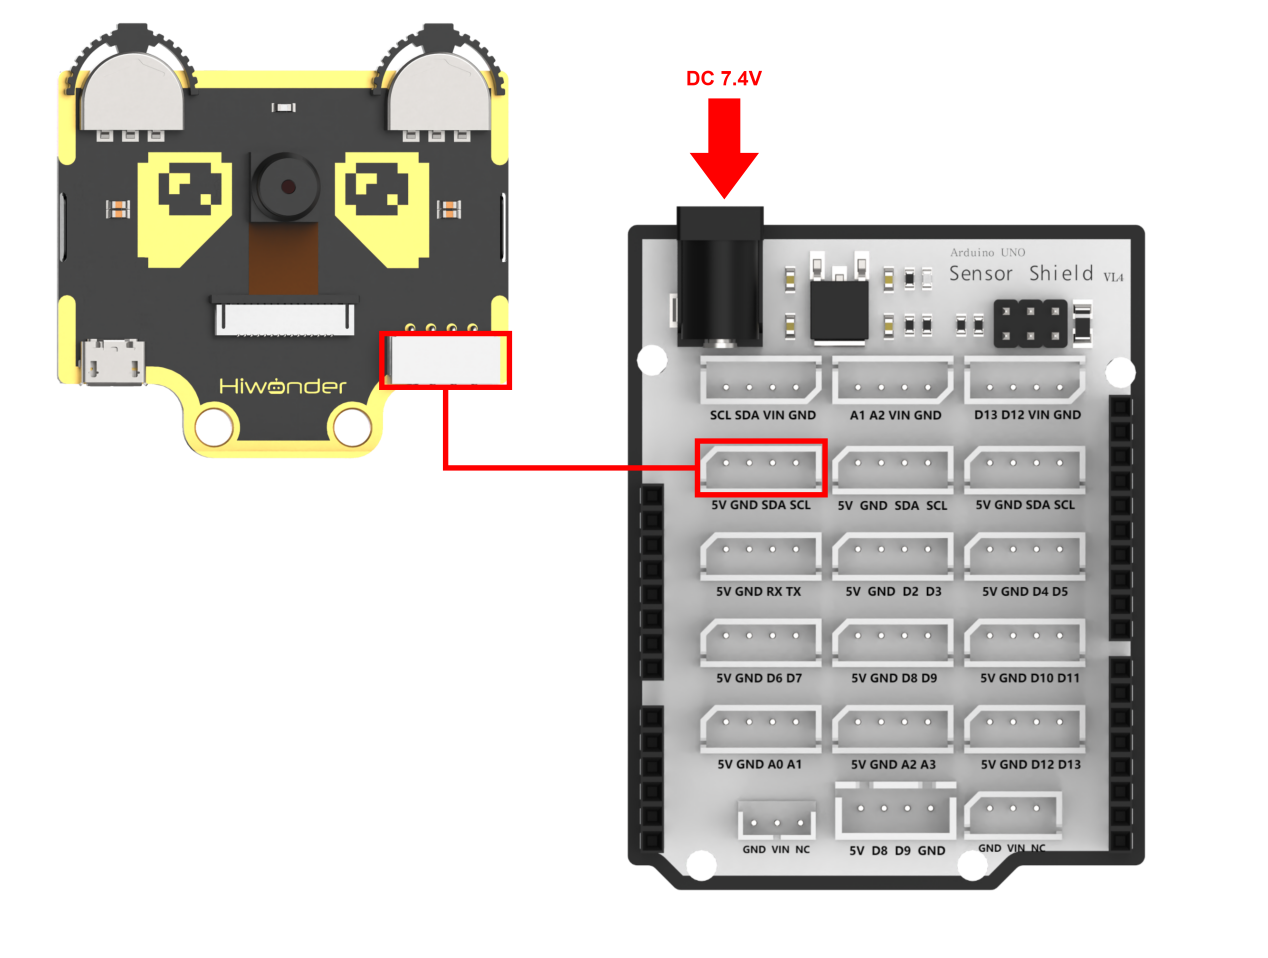 DC 7.4V
Hiwonder
Arduino UNO
Sensor Shield VL4
SCL SDA VIN GND
A1 A2 VIN GND
D13 D12 VIN GND
5V GND SDA SCL
5V GND SDA SCL
5V GND SDA SCL
5V GND RX TX
5V GND D2 D3
5V GND D4 D5
5V GND D6 D7
5V GND D8 D9
5V GND D10 D11
5V GND A0 A1
5V GND A2 A3
5V GND D12 D13
GND VIN NC
5V D8 D9 GND
GND VIN NC